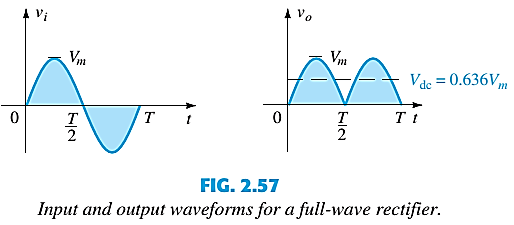 v_i
V_m
0
T/2
T
t
v_o
V_m
V_dc = 0.636V_m
0
T/2
T t
FIG. 2.57
Input and output waveforms for a full-wave rectifier.